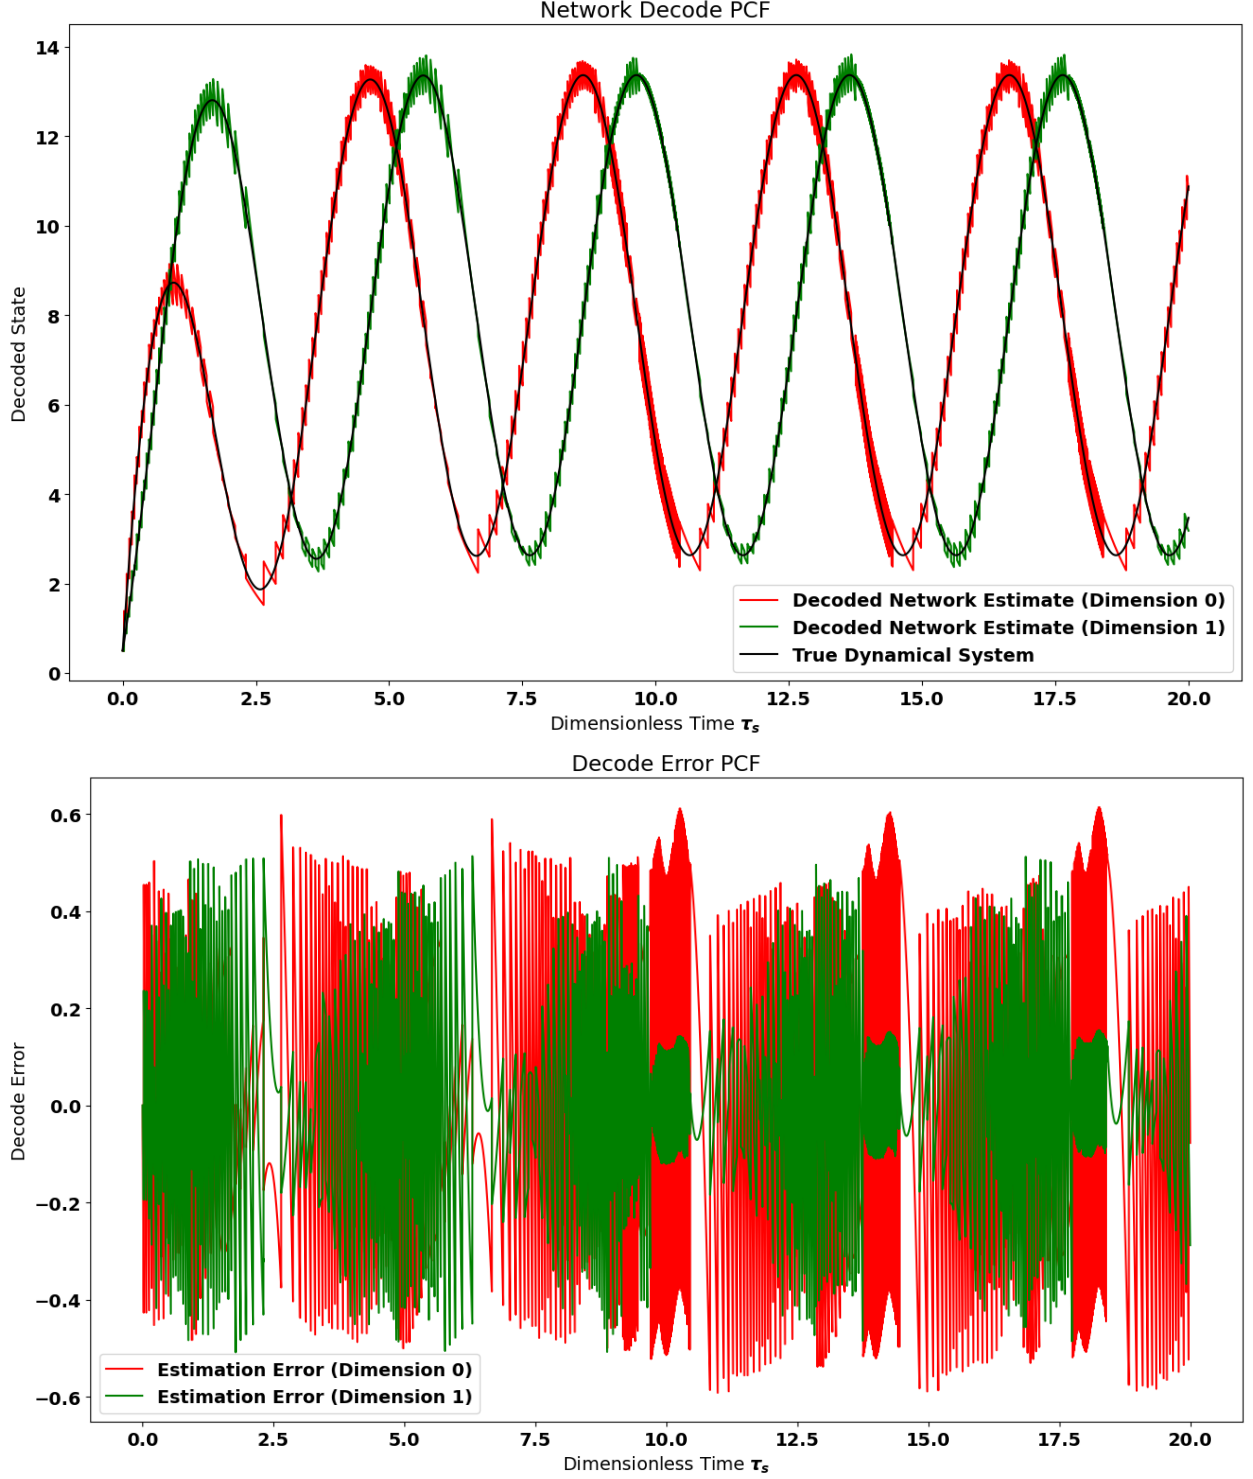 Network Decode PCF
14
12
10
8
6
4
2
0
Decoded State
Decoded Network Estimate (Dimension 0)
Decoded Network Estimate (Dimension 1)
True Dynamical System
0.0 2.5 5.0 7.5 10.0 12.5 15.0 17.5 20.0
Dimensionless Time τs
Decode Error PCF
0.6
0.4
0.2
0.0
−0.2
−0.4
−0.6
Decode Error
Estimation Error (Dimension 0)
Estimation Error (Dimension 1)
0.0 2.5 5.0 7.5 10.0 12.5 15.0 17.5 20.0
Dimensionless Time τs